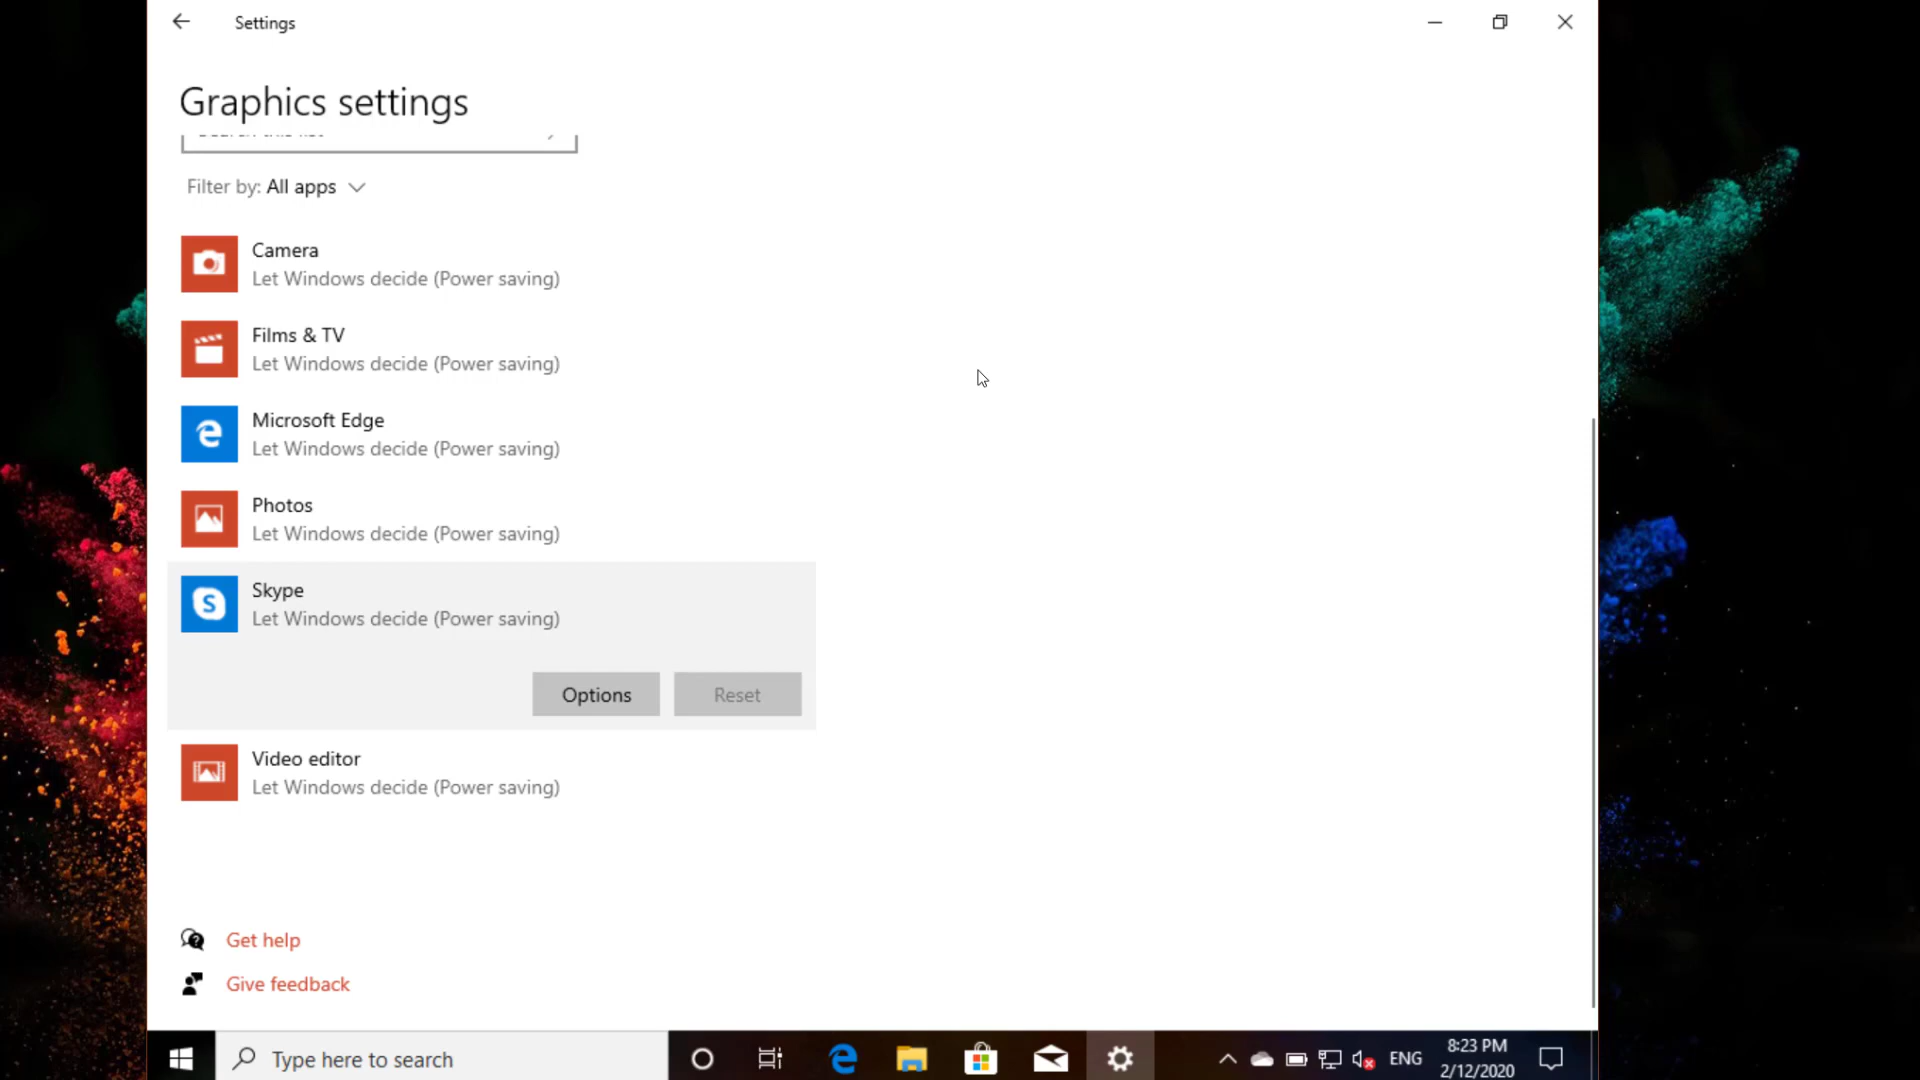 Settings
Graphics settings
Filter by: All apps
Camera
Let Windows decide (Power saving)
Films & TV
Let Windows decide (Power saving)
Microsoft Edge
Let Windows decide (Power saving)
Photos
Let Windows decide (Power saving)
Skype
Let Windows decide (Power saving)
Options
Reset
Video editor
Let Windows decide (Power saving)
Get help
Give feedback
Type here to search
ENG
8:23 PM
2/12/2020